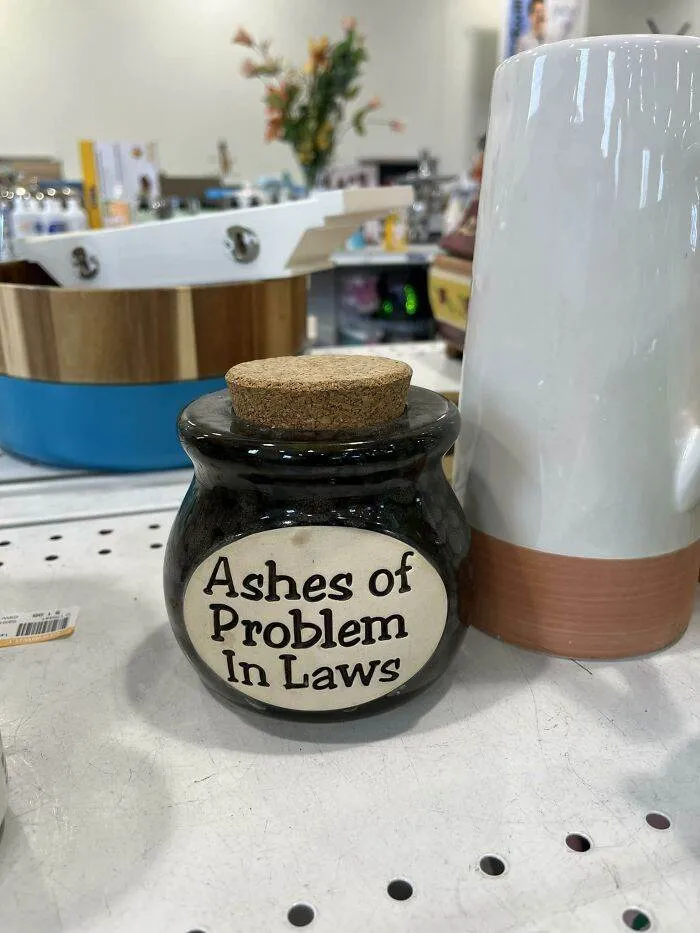 Ashes of
Problem
In Laws